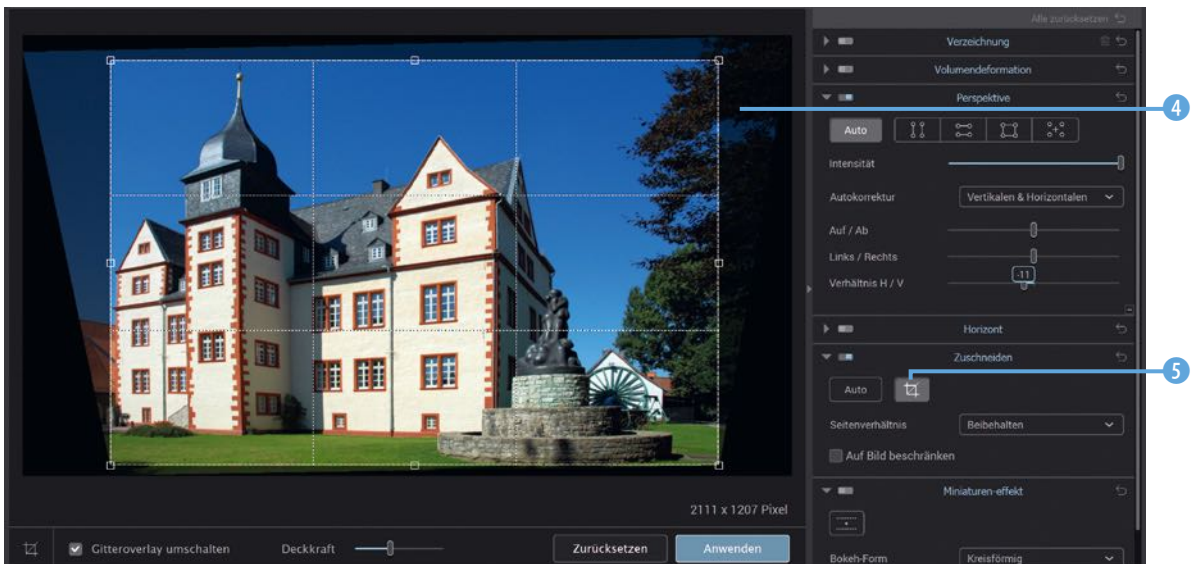 Alle zurücksetzen
Verzeichnung
Volumendeformation
Perspektive
4
Auto
Intensität
Autokorrektur Vertikalen & Horizontalen
Auf / Ab
Links / Rechts
-11
Verhältnis H / V
Horizont
Zuschneiden
5
Auto
Seitenverhältnis Beibehalten
Auf Bild beschränken
Miniaturen-effekt
Bokeh-Form Kreisförmig
2111 x 1207 Pixel
Gitteroverlay umschalten Deckkraft Zurücksetzen Anwenden